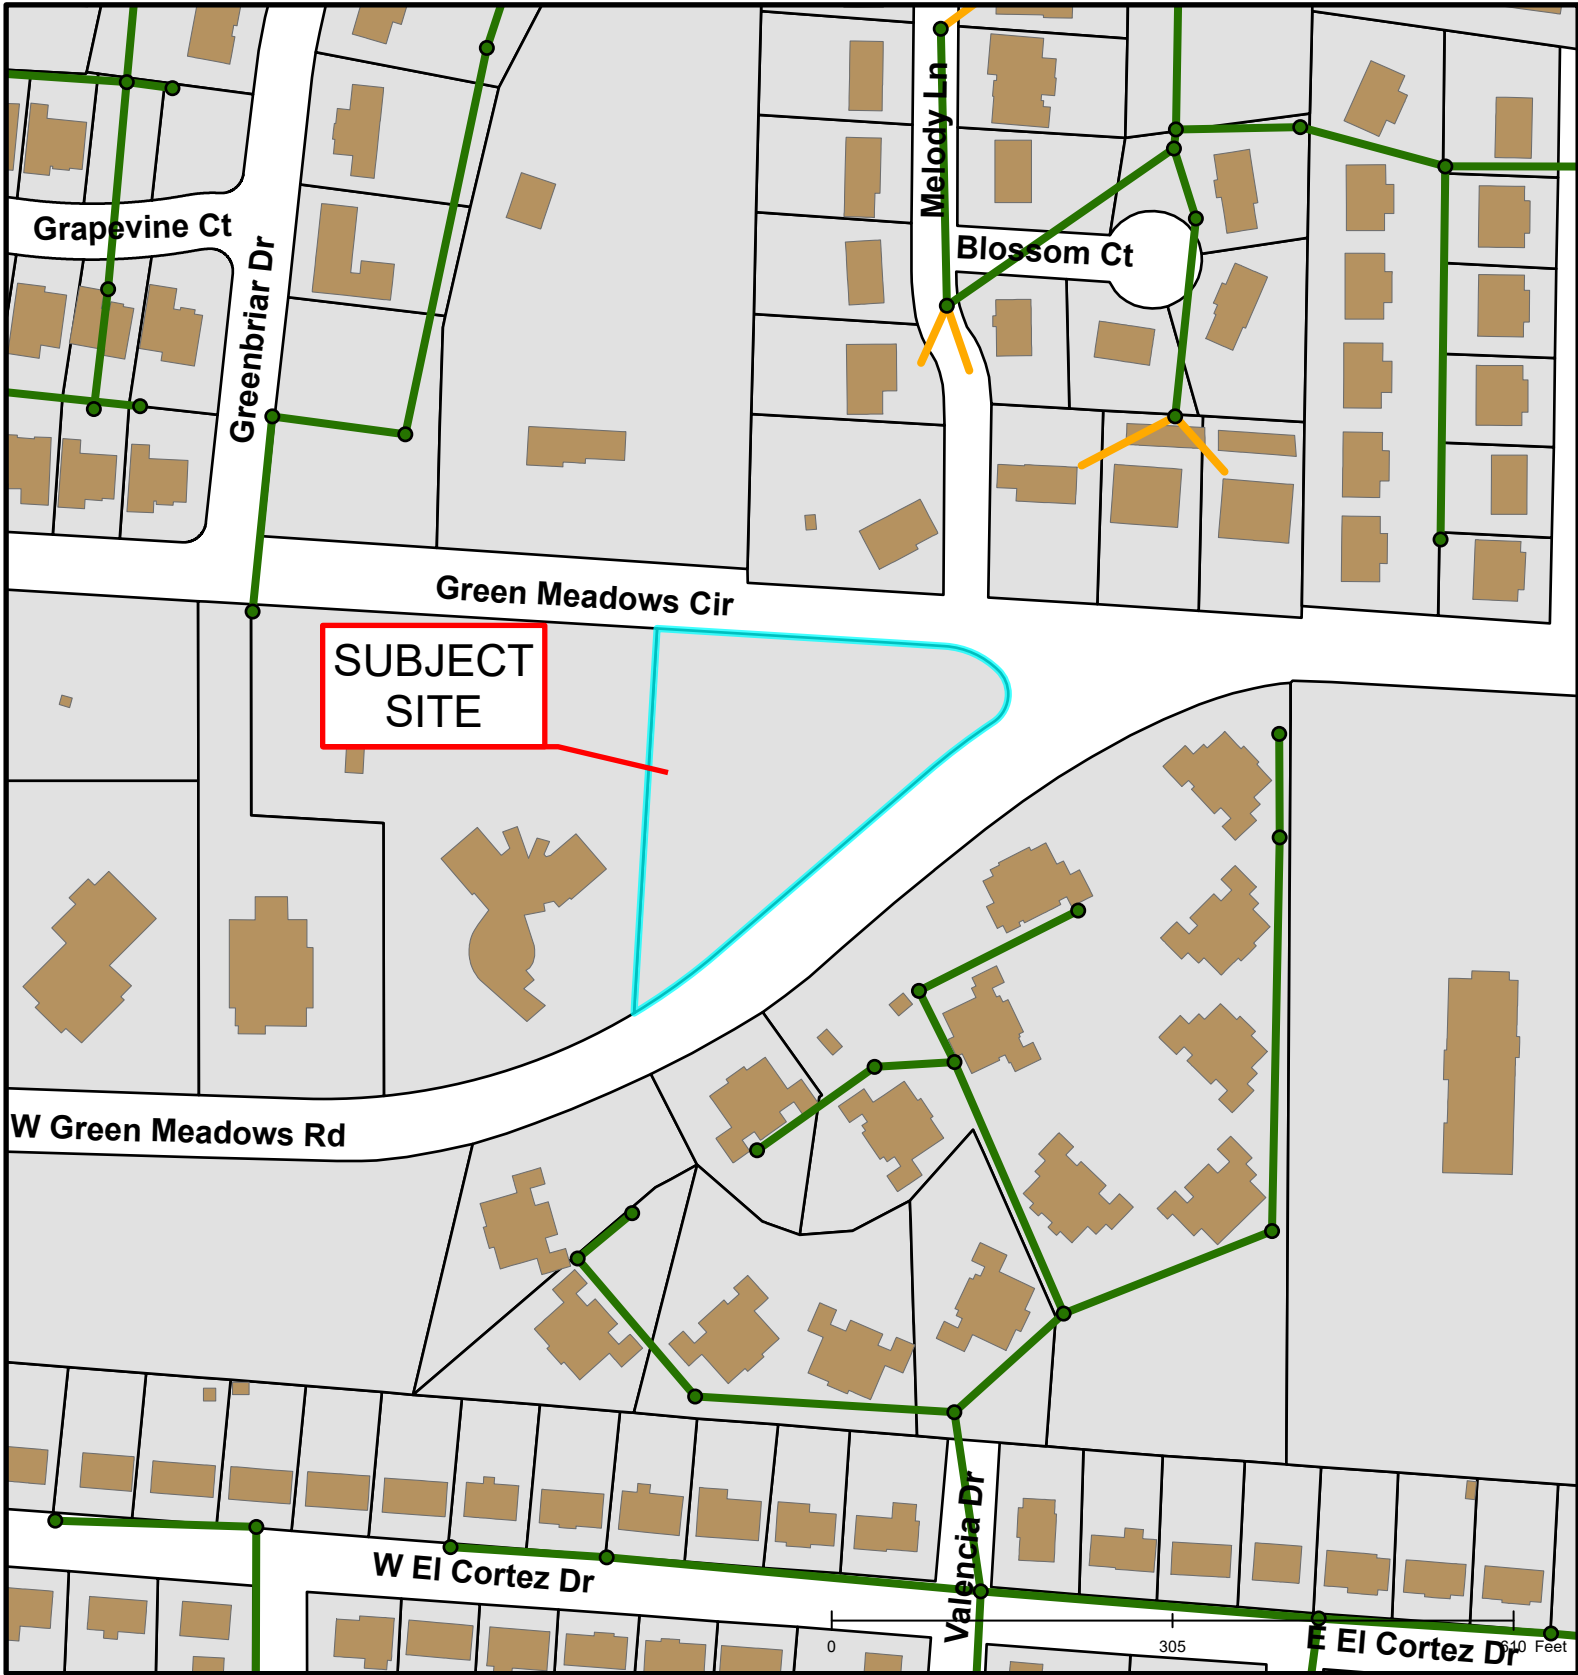 Melody Ln
Grapevine Ct
Blossom Ct
Greenbriar Dr
Green Meadows Cir
SUBJECT
SITE
W Green Meadows Rd
W El Cortez Dr
Valencia Dr
E El Cortez Dr
0 305 610 Feet